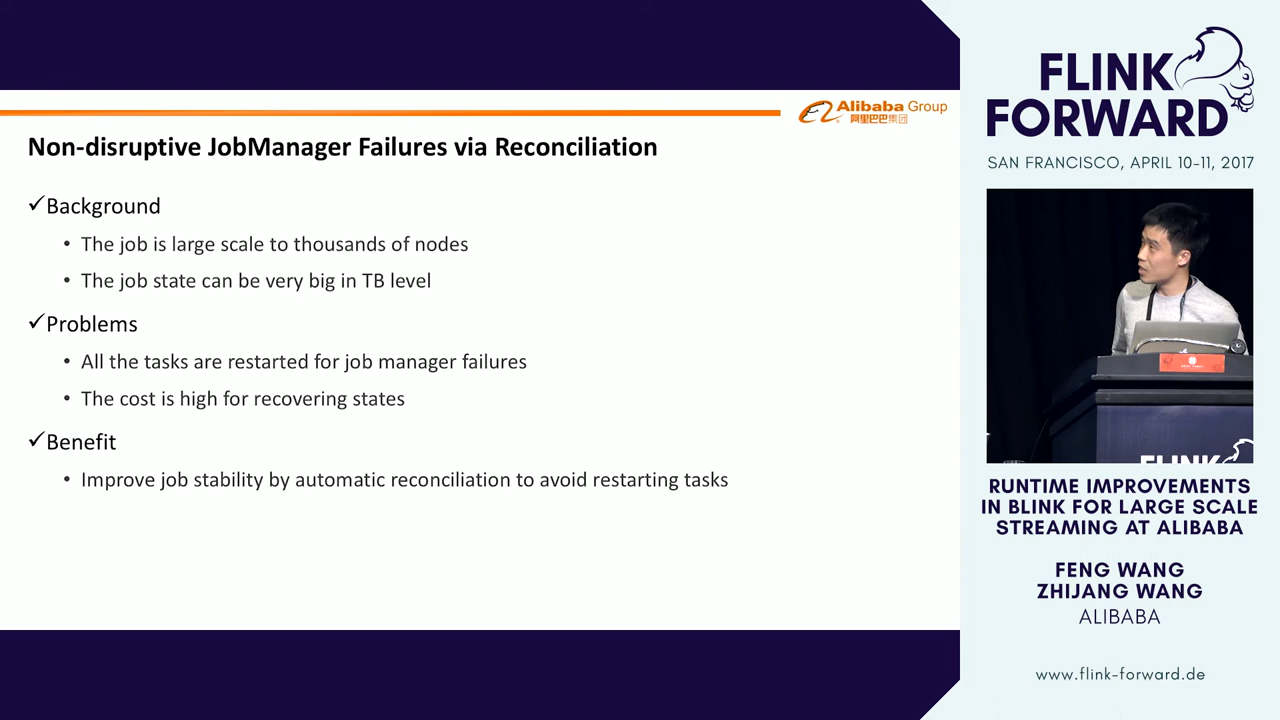 Alibaba Group
阿里巴巴集团
Non-disruptive JobManager Failures via Reconciliation
✓Background
• The job is large scale to thousands of nodes
• The job state can be very big in TB level
✓Problems
• All the tasks are restarted for job manager failures
• The cost is high for recovering states
✓Benefit
• Improve job stability by automatic reconciliation to avoid restarting tasks
FLINK
FORWARD
SAN FRANCISCO, APRIL 10-11, 2017
FLINK
RUNTIME IMPROVEMENTS
IN BLINK FOR LARGE SCALE
STREAMING AT ALIBABA
FENG WANG
ZHIJANG WANG
ALIBABA
www.flink-forward.de